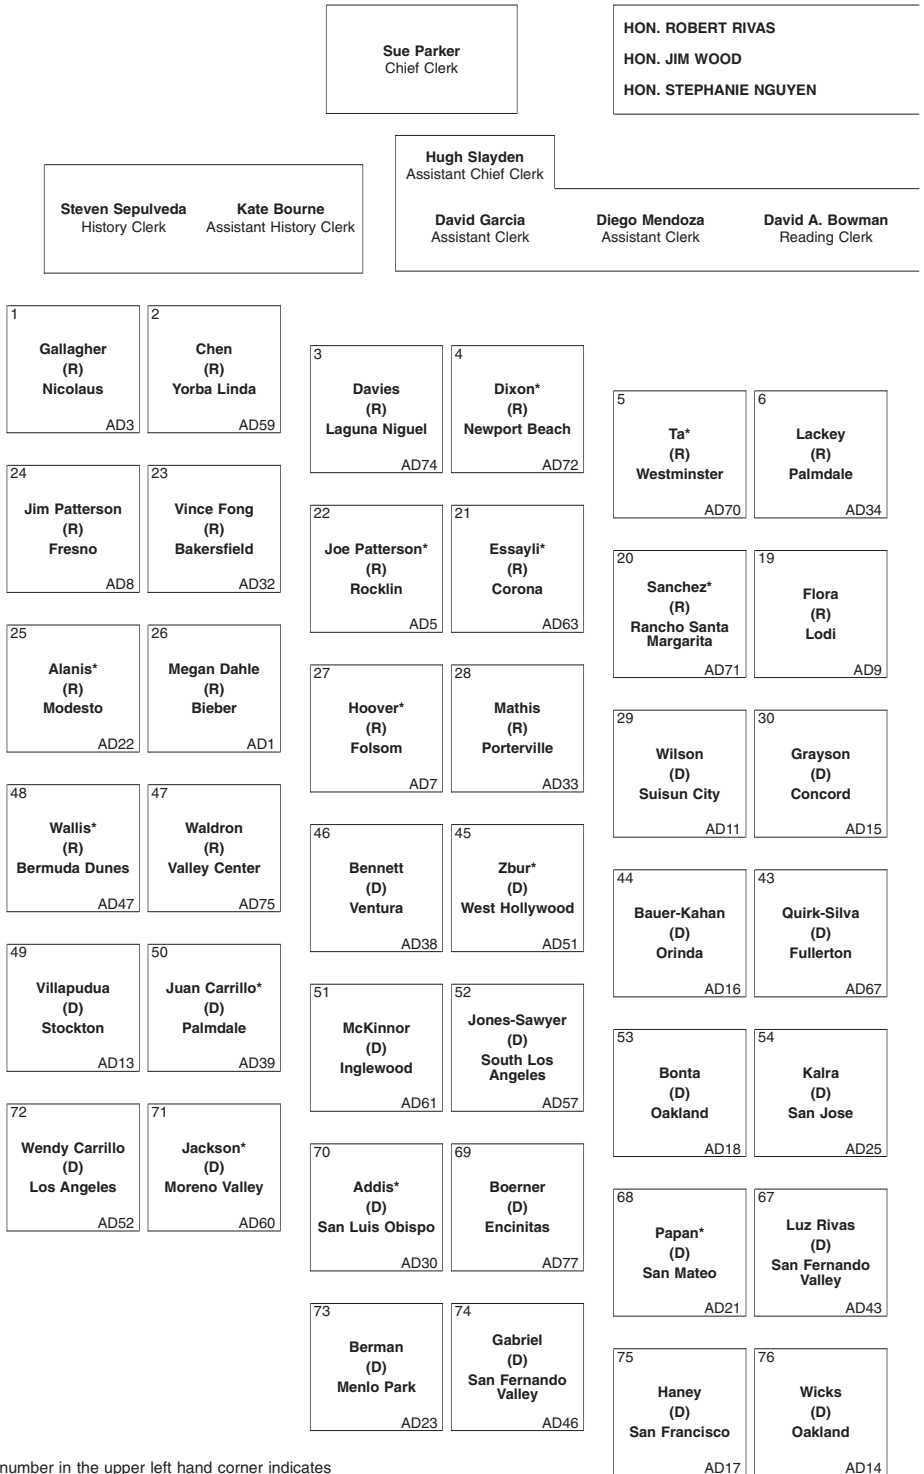 Sue Parker
Chief Clerk
HON. ROBERT RIVAS
HON. JIM WOOD
HON. STEPHANIE NGUYEN
Hugh Slayden
Assistant Chief Clerk
Steven Sepulveda
History Clerk
Kate Bourne
Assistant History Clerk
David Garcia
Assistant Clerk
Diego Mendoza
Assistant Clerk
David A. Bowman
Reading Clerk
1
Gallagher
(R)
Nicolaus
AD3
2
Chen
(R)
Yorba Linda
AD59
3
Davies
(R)
Laguna Niguel
AD74
4
Dixon*
(R)
Newport Beach
AD72
5
Ta*
(R)
Westminster
AD70
6
Lackey
(R)
Palmdale
AD34
24
Jim Patterson
(R)
Fresno
AD8
23
Vince Fong
(R)
Bakersfield
AD32
22
Joe Patterson*
(R)
Rocklin
AD5
21
Essayli*
(R)
Corona
AD63
20
Sanchez*
(R)
Rancho Santa
Margarita
AD71
19
Flora
(R)
Lodi
AD9
25
Alanis*
(R)
Modesto
AD22
26
Megan Dahle
(R)
Bieber
AD1
27
Hoover*
(R)
Folsom
AD7
28
Mathis
(R)
Porterville
AD33
29
Wilson
(D)
Suisun City
AD11
30
Grayson
(D)
Concord
AD15
48
Wallis*
(R)
Bermuda Dunes
AD47
47
Waldron
(R)
Valley Center
AD75
46
Bennett
(D)
Ventura
AD38
45
Zbur*
(D)
West Hollywood
AD51
44
Bauer-Kahan
(D)
Orinda
AD16
43
Quirk-Silva
(D)
Fullerton
AD67
49
Villapudua
(D)
Stockton
AD13
50
Juan Carrillo*
(D)
Palmdale
AD39
51
McKinnor
(D)
Inglewood
AD61
52
Jones-Sawyer
(D)
South Los
Angeles
AD57
53
Bonta
(D)
Oakland
AD18
54
Kalra
(D)
San Jose
AD25
72
Wendy Carrillo
(D)
Los Angeles
AD52
71
Jackson*
(D)
Moreno Valley
AD60
70
Addis*
(D)
San Luis Obispo
AD30
69
Boerner
(D)
Encinitas
AD77
68
Papan*
(D)
San Mateo
AD21
67
Luz Rivas
(D)
San Fernando
Valley
AD43
73
Berman
(D)
Menlo Park
AD23
74
Gabriel
(D)
San Fernando
Valley
AD46
75
Haney
(D)
San Francisco
AD17
76
Wicks
(D)
Oakland
AD14
number in the upper left hand corner indicates